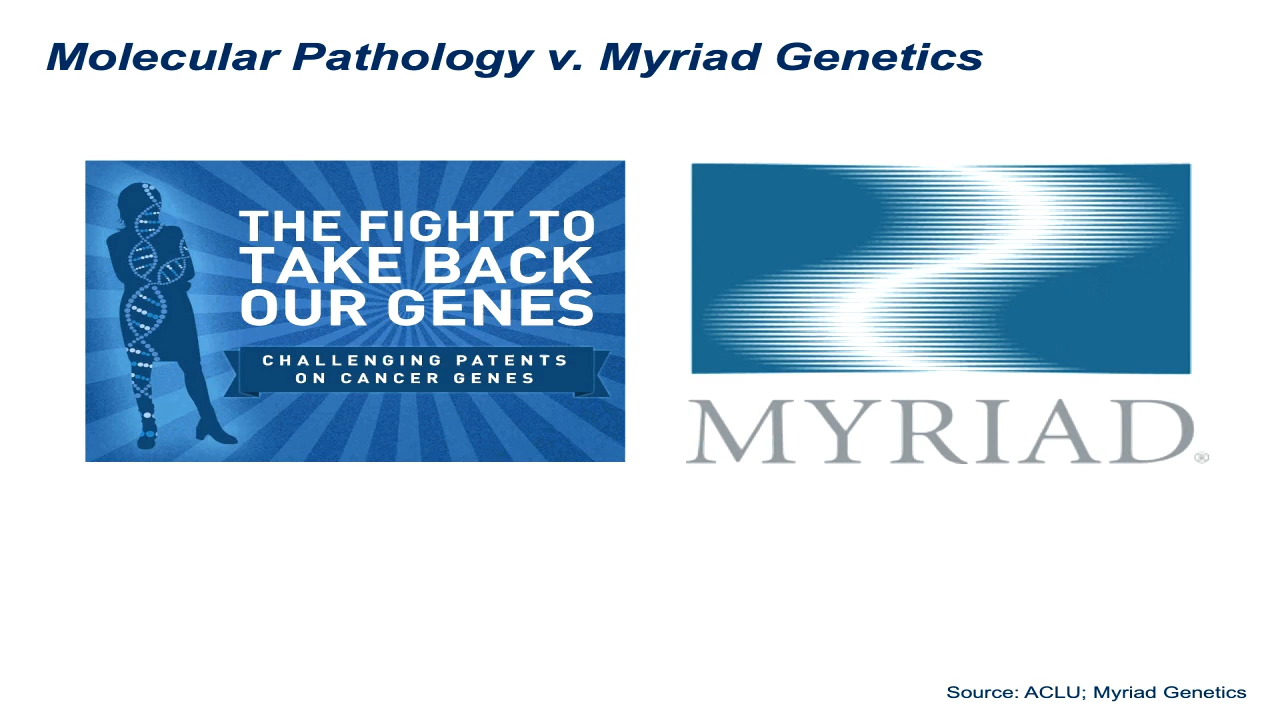 Molecular Pathology v. Myriad Genetics
THE FIGHT TO
TAKE BACK
OUR GENES
CHALLENGING PATENTS
ON CANCER GENES
MYRIAD®
Source: ACLU; Myriad Genetics